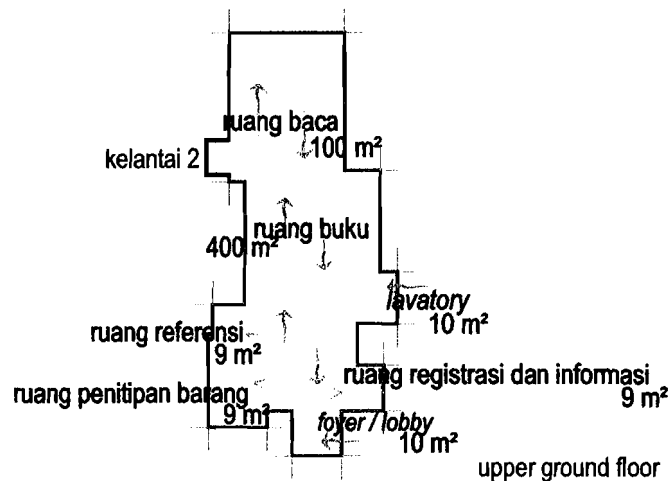 ruang baca
100 m²
kelantai 2
ruang buku
400 m²
lavatory
10 m²
ruang referensi
9 m²
ruang registrasi dan informasi
9 m²
ruang penitipan barang
9 m²
foyer / lobby
10 m²
upper ground floor